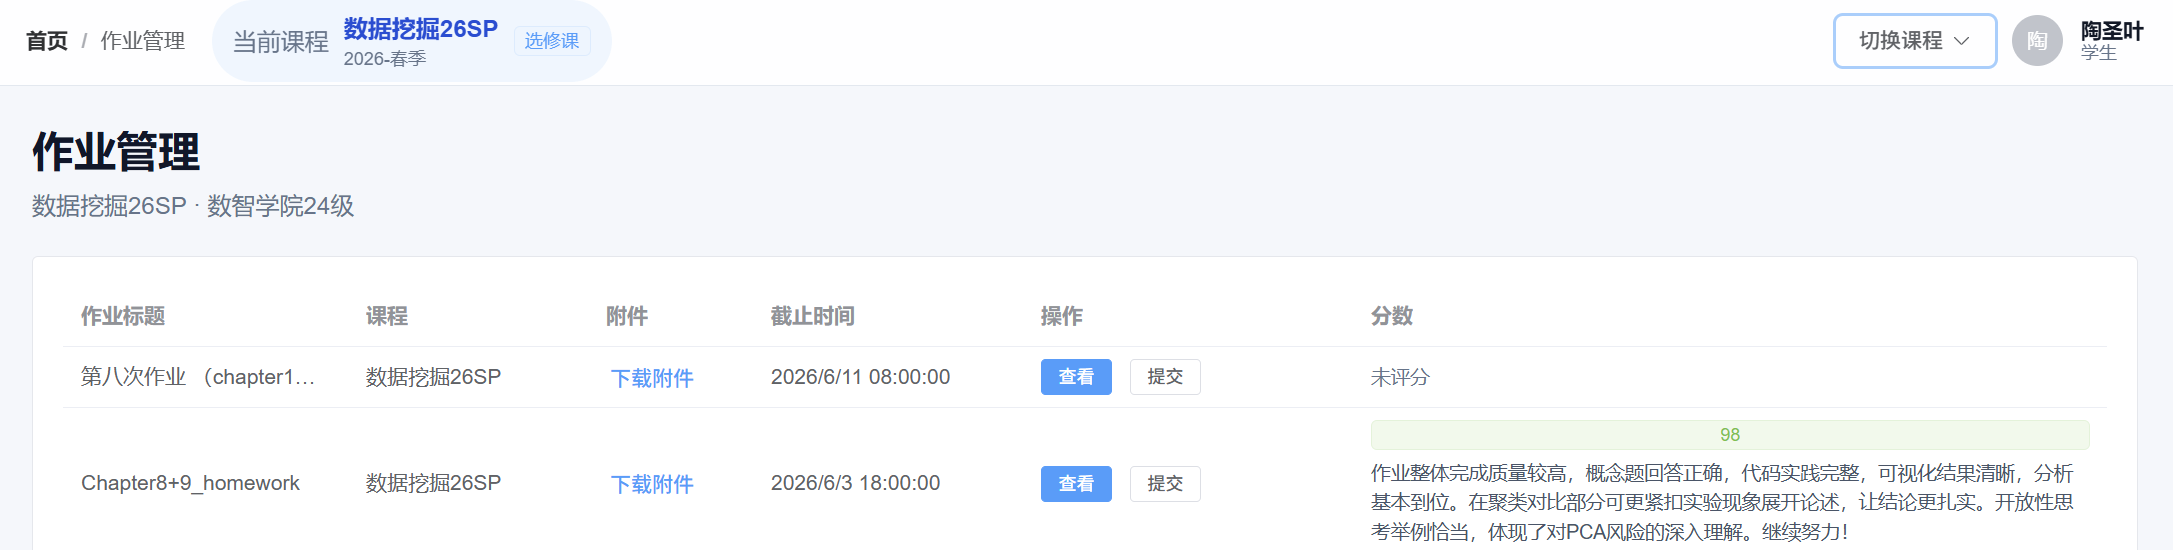 首页 / 作业管理
当前课程
数据挖掘26SP
2026-春季
选修课
切换课程
陶
陶圣叶
学生
作业管理
数据挖掘26SP · 数智学院24级
作业标题 课程 附件 截止时间 操作 分数
第八次作业 （chapter1... 数据挖掘26SP 下载附件 2026/6/11 08:00:00 查看 提交 未评分
98
Chapter8+9_homework 数据挖掘26SP 下载附件 2026/6/3 18:00:00 查看 提交
作业整体完成质量较高，概念题回答正确，代码实践完整，可视化结果清晰，分析
基本到位。在聚类对比部分可更紧扣实验现象展开论述，让结论更扎实。开放性思
考举例恰当，体现了对PCA风险的深入理解。继续努力！